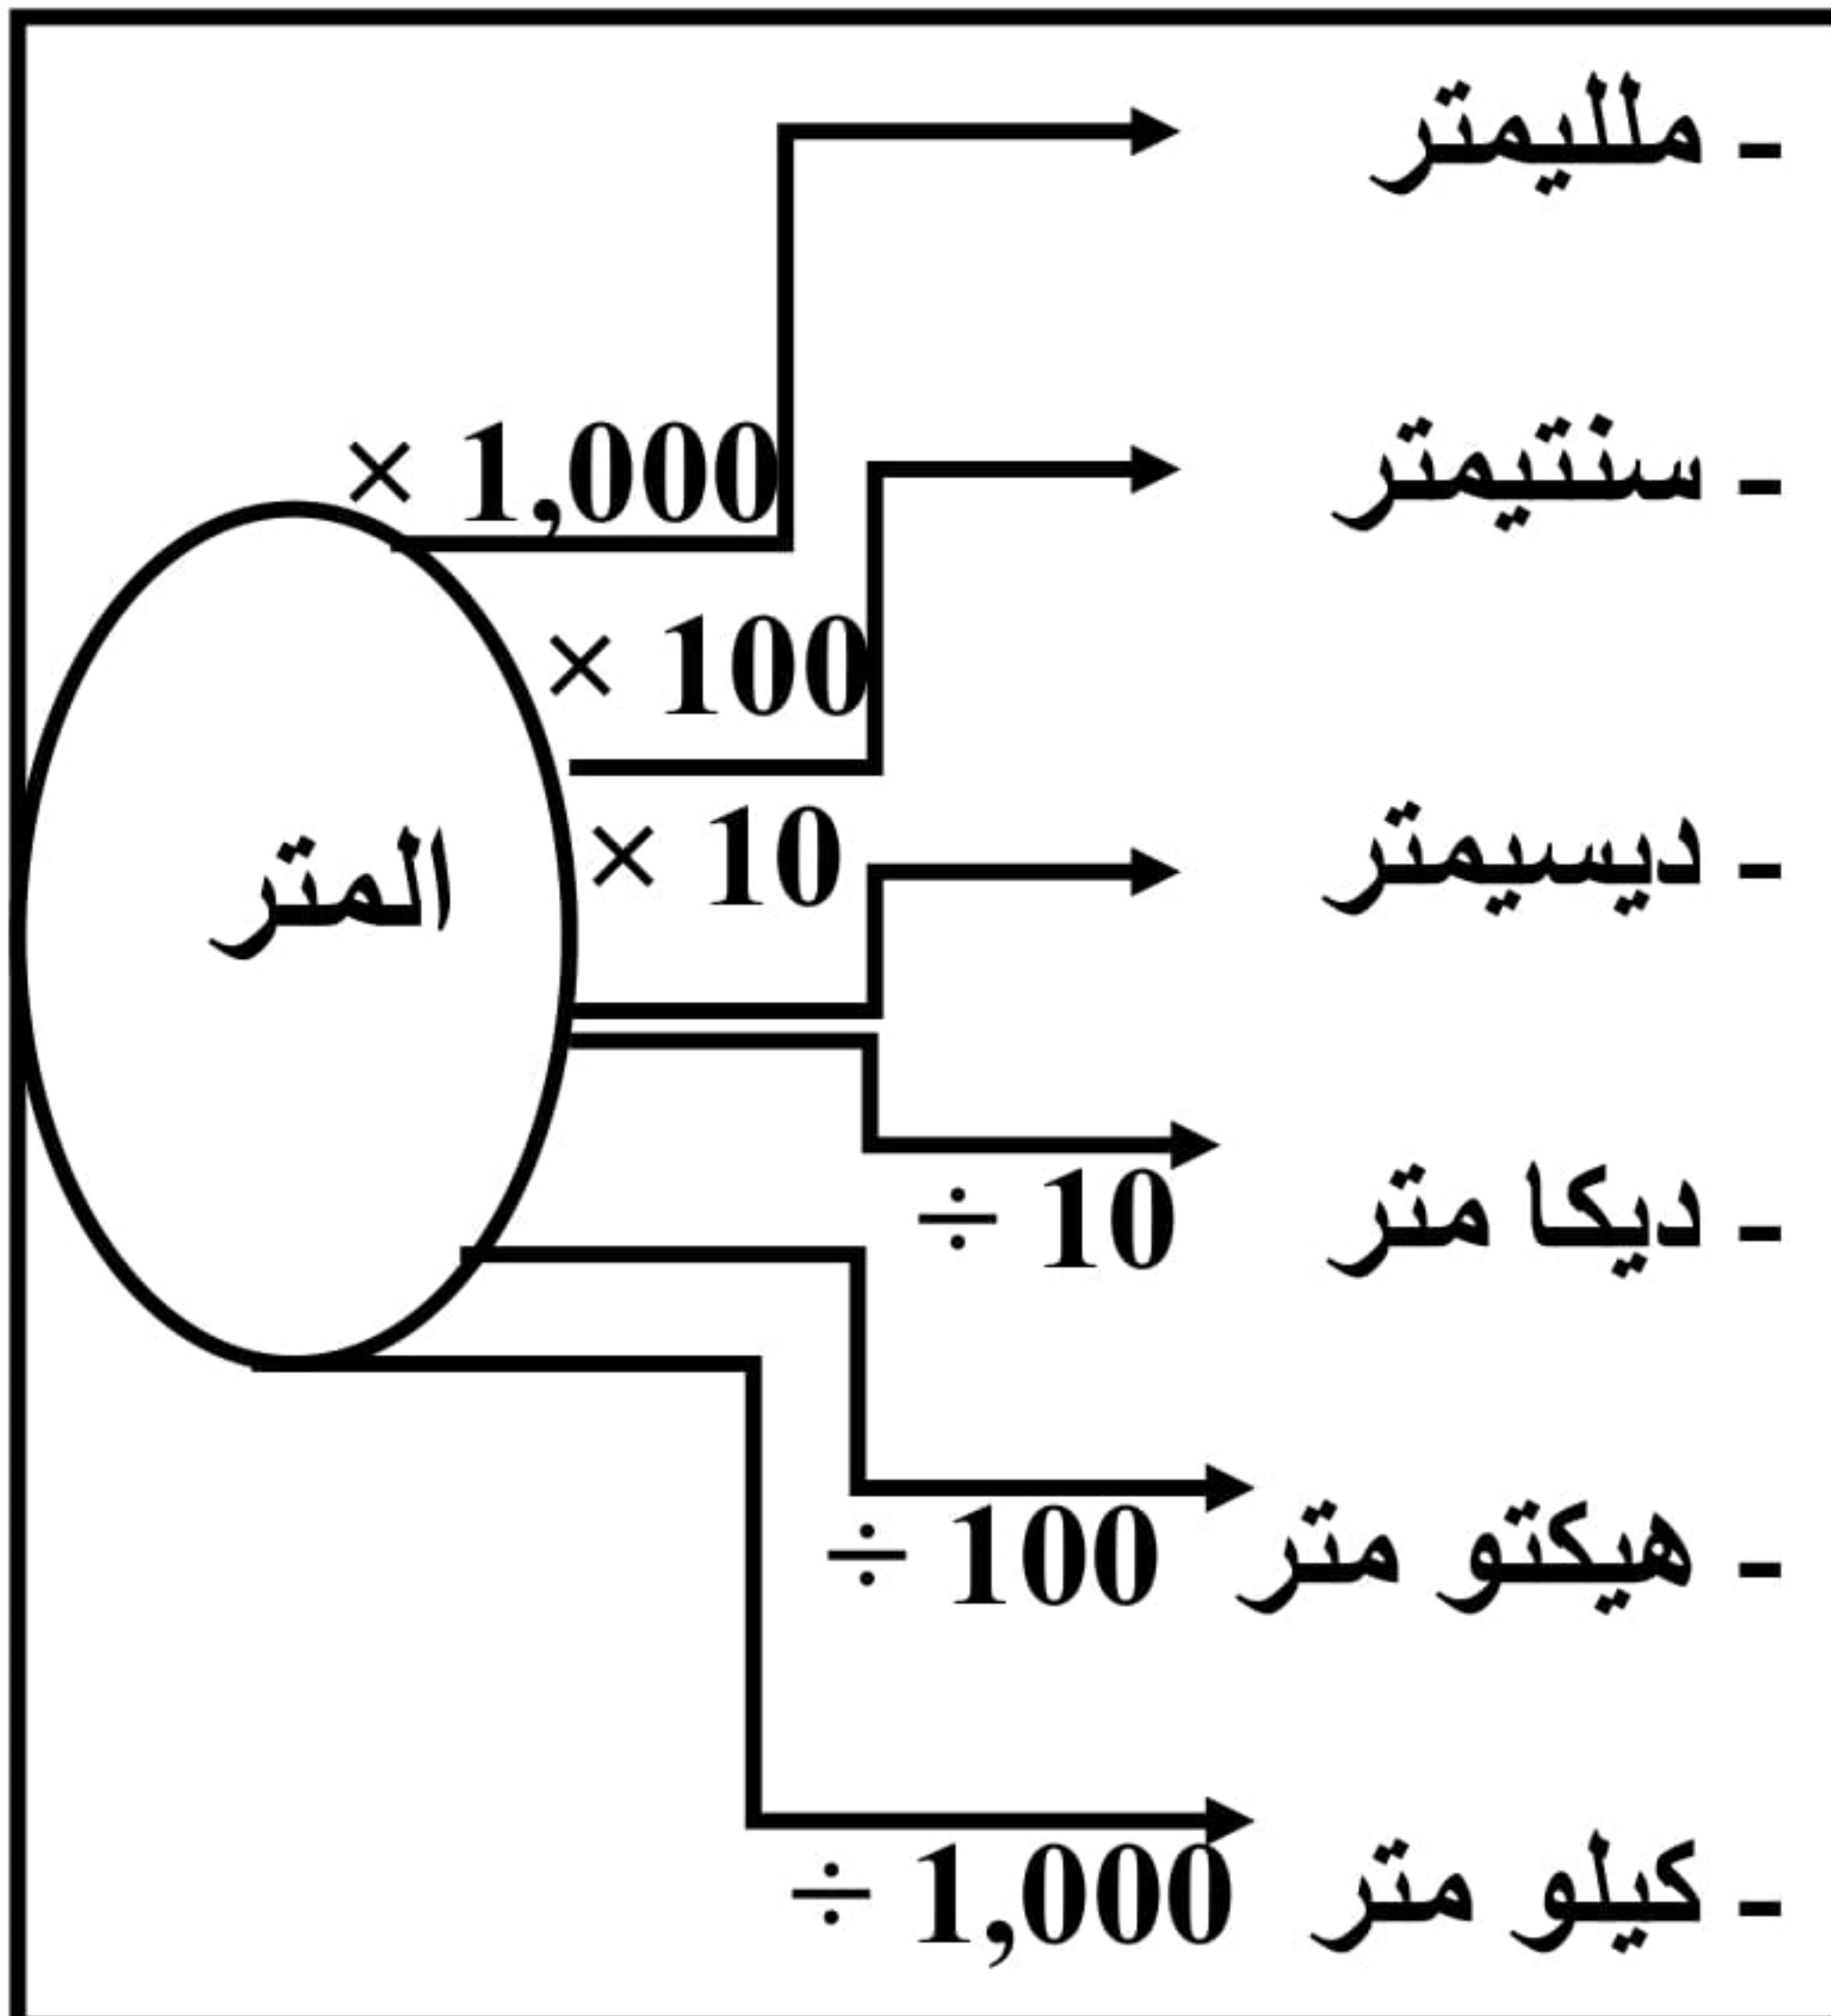 - ملليمتر
× 1,000
- سنتيمتر
× 100
- ديسيمتر
× 10
المتر
- ديكا متر
÷ 10
- هيكتو متر
÷ 100
- كيلو متر
÷ 1,000